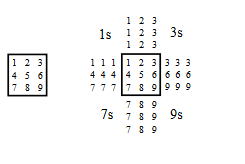 1 2 3
1s 1 2 3 3s
1 2 3
1 2 3 1 1 1 1 2 3 3 3 3
4 5 6 4 4 4 4 5 6 6 6 6
7 8 9 7 7 7 7 8 9 9 9 9
7 8 9
7s 7 8 9 9s
7 8 9